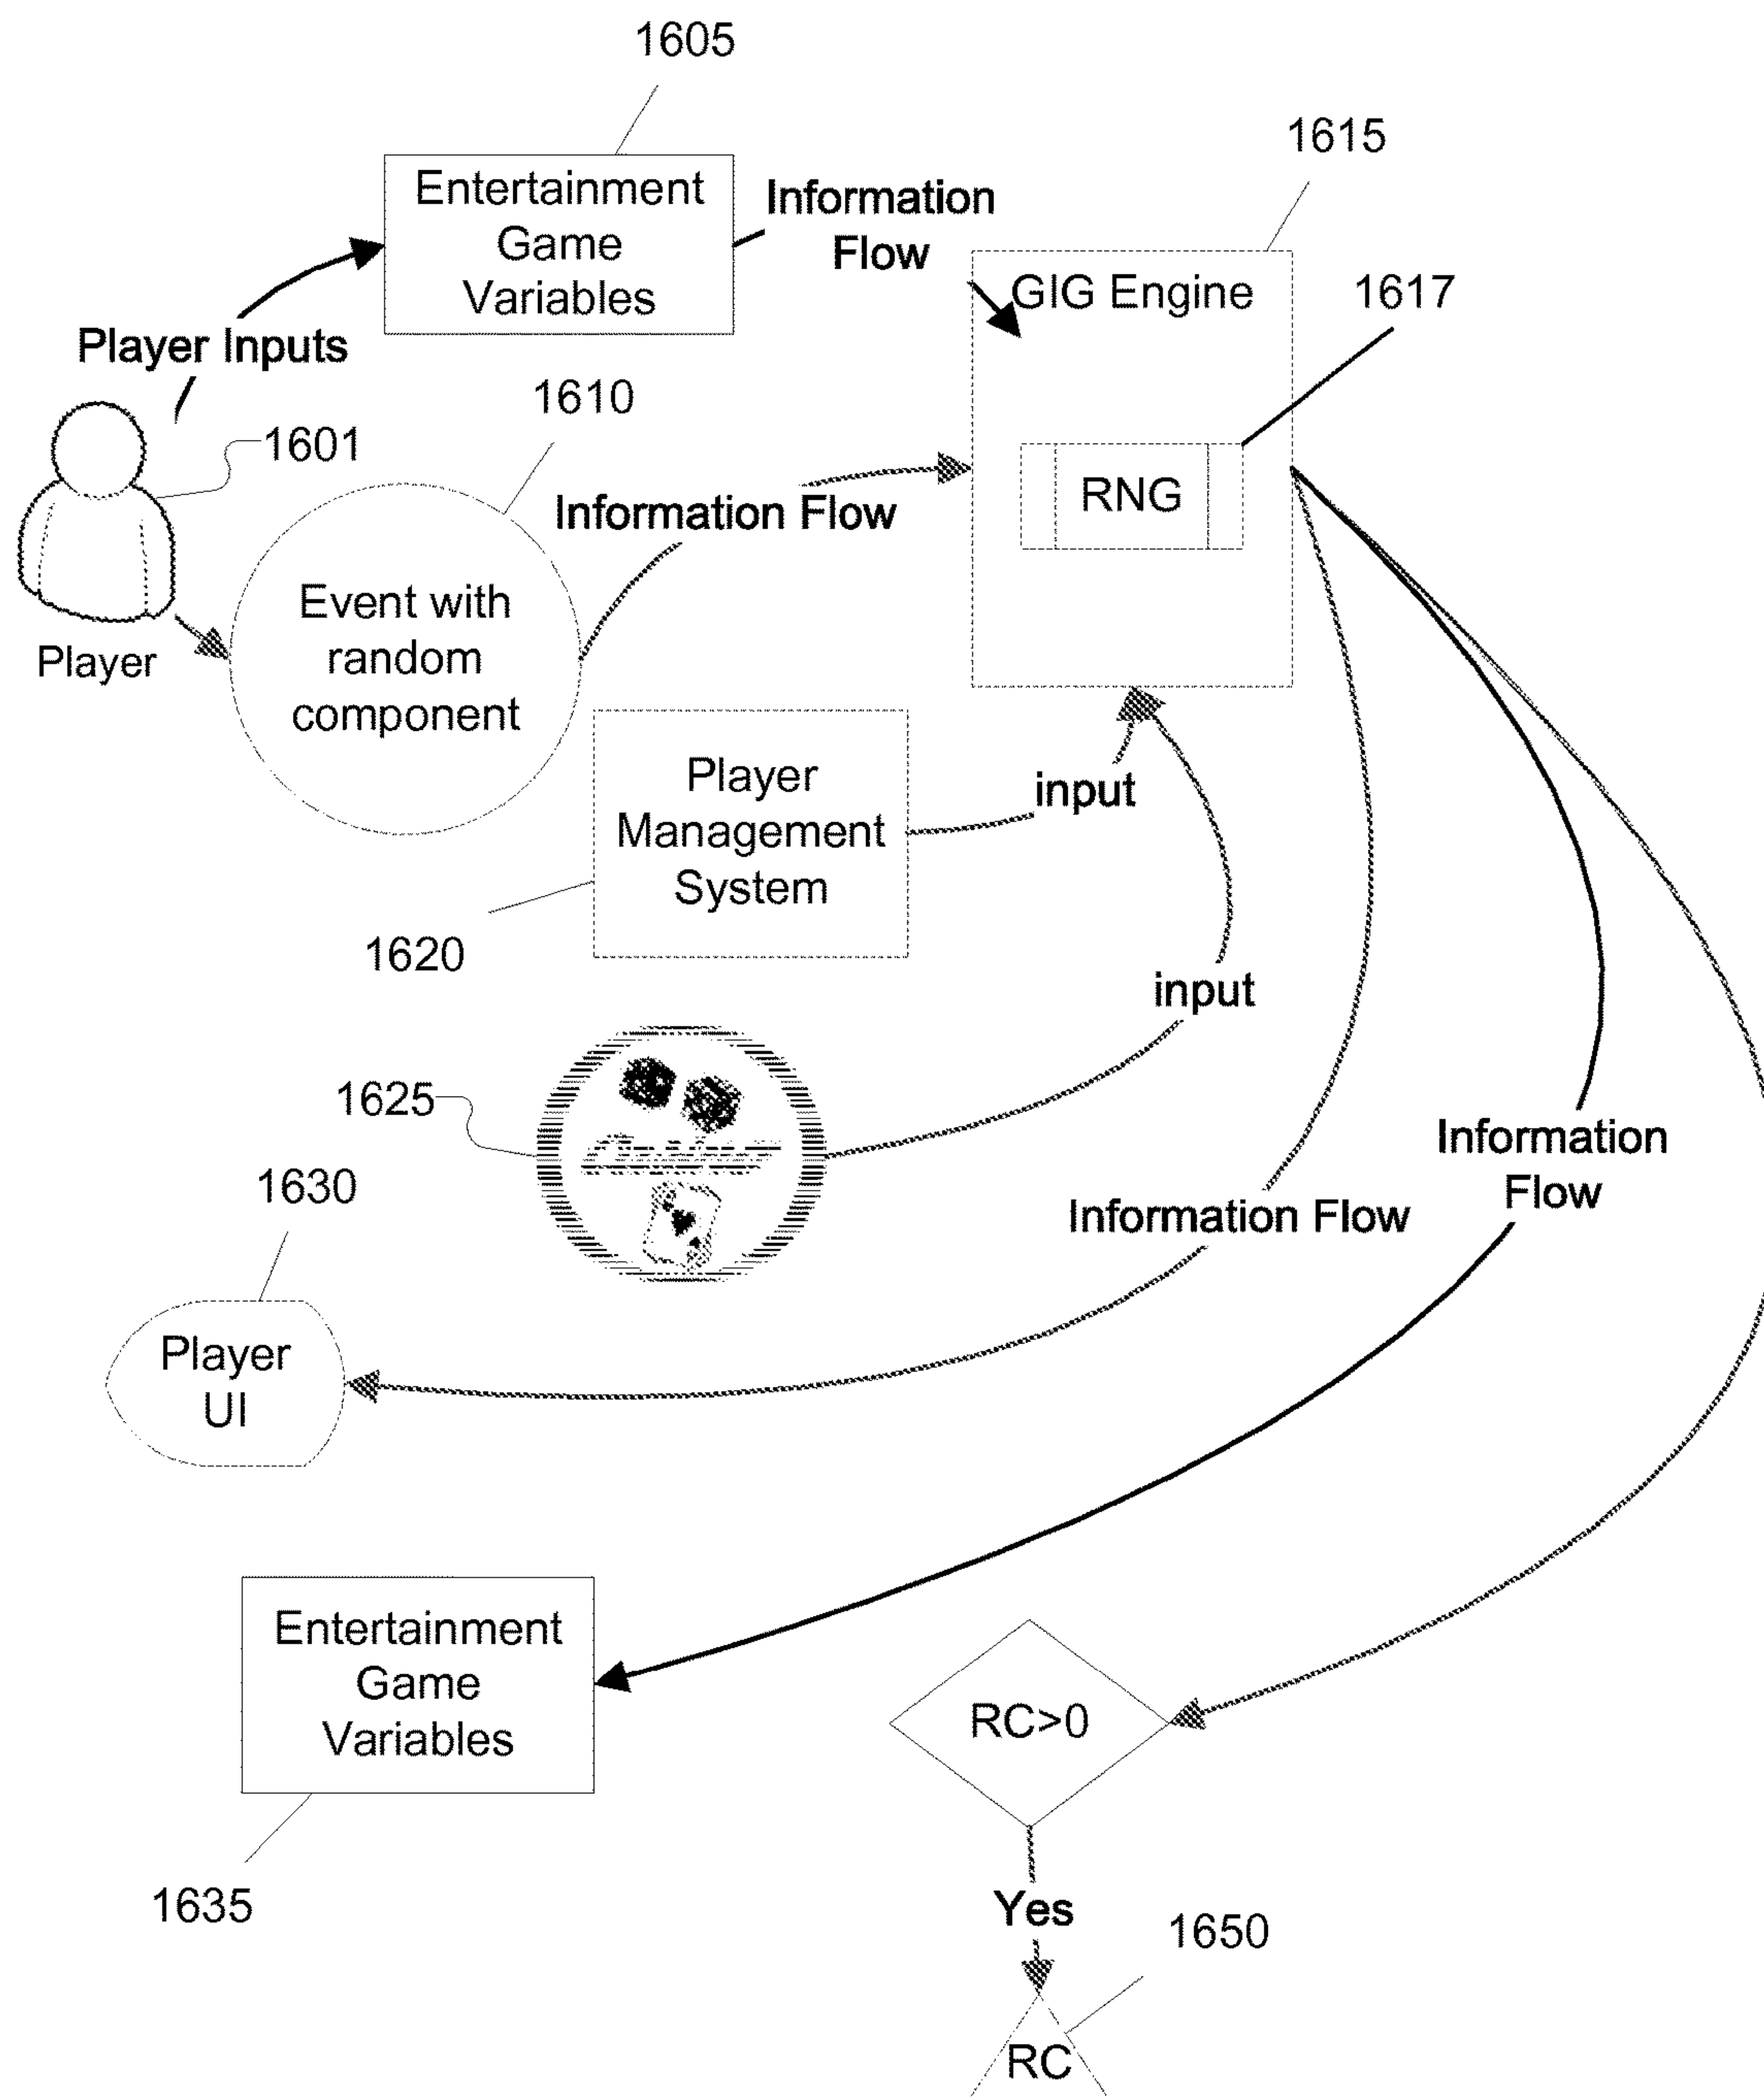 1605
1615
Entertainment
Game
Variables
Information
Flow
GIG Engine
1617
Player Inputs
1610
1601
RNG
Information Flow
Event with
random
component
Player
Player
Management
System
input
1620
input
1625
Information
Flow
1630
Information Flow
Player
UI
Entertainment
Game
Variables
RC>0
1635
Yes
1650
RC